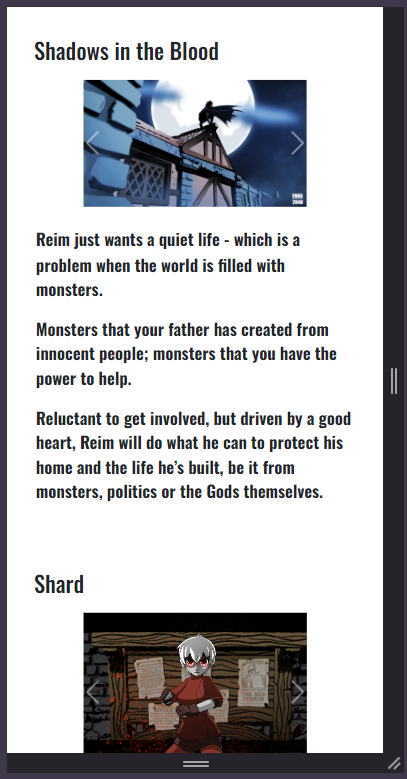 Shadows in the Blood
Reim just wants a quiet life - which is a
problem when the world is filled with
monsters.
Monsters that your father has created from
innocent people; monsters that you have the
power to help.
Reluctant to get involved, but driven by a good
heart, Reim will do what he can to protect his
home and the life he's built, be it from
monsters, politics or the Gods themselves.
Shard
THE RED
TERROR